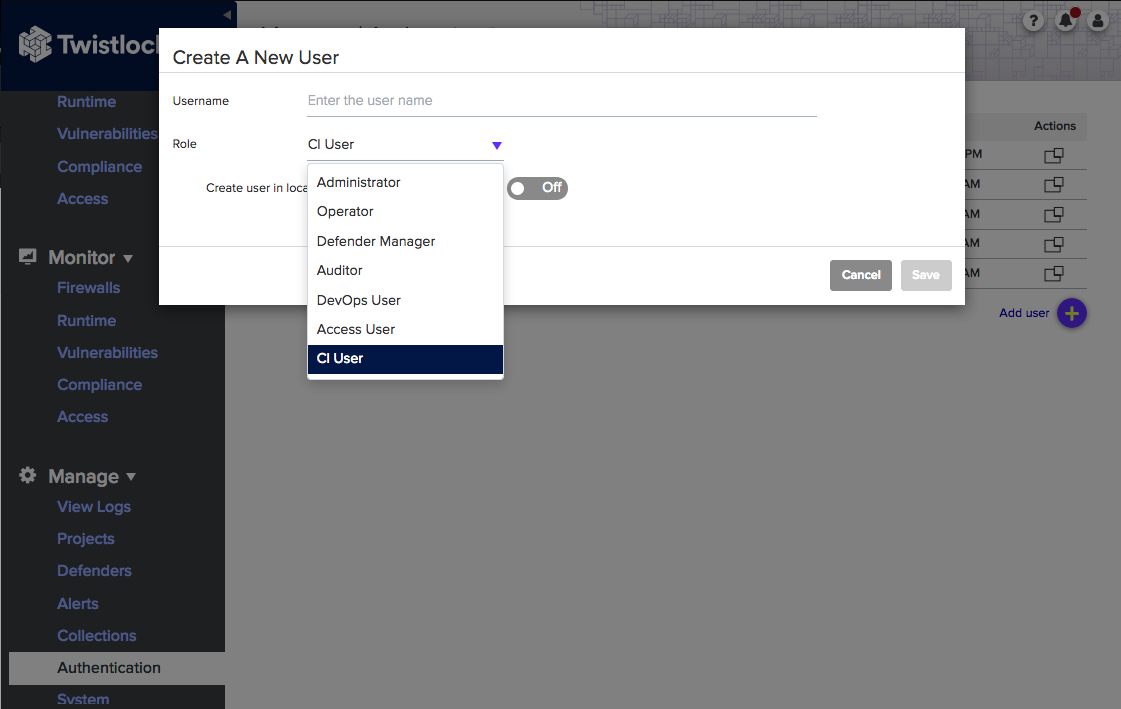 Twistloc
Runtime
Vulnerabilities
Compliance
Access
Monitor
Firewalls
Runtime
Vulnerabilities
Compliance
Access
Manage
View Logs
Projects
Defenders
Alerts
Collections
Authentication
System
?
Create A New User
Username
Enter the user name
Role
CI User
Create user in loca
Off
Administrator
Operator
Defender Manager
Auditor
DevOps User
Access User
CI User
Cancel
Save
Actions
PM
AM
AM
AM
AM
Add user